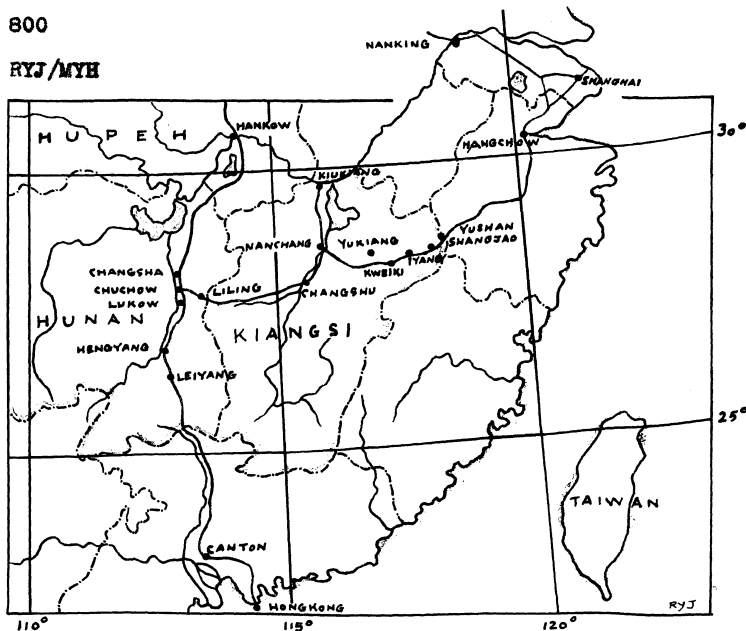 800
RYJ/MYH
NANKING
SHANGHAI
HUPEH
HANKOW
HANGCHOW
30°
KIUKIANG
NANCHANG
YUKIANG
YUSHAN
SHANGJAO
IYANG
KWEIKI
CHANGSHA
CHUCHOW
LUKOW
LILING
CHANGSHU
HUNAN
KIANGSI
HENGYANG
LEIYANG
25°
TAIWAN
CANTON
HONGKONG
RYJ
110°
115°
120°